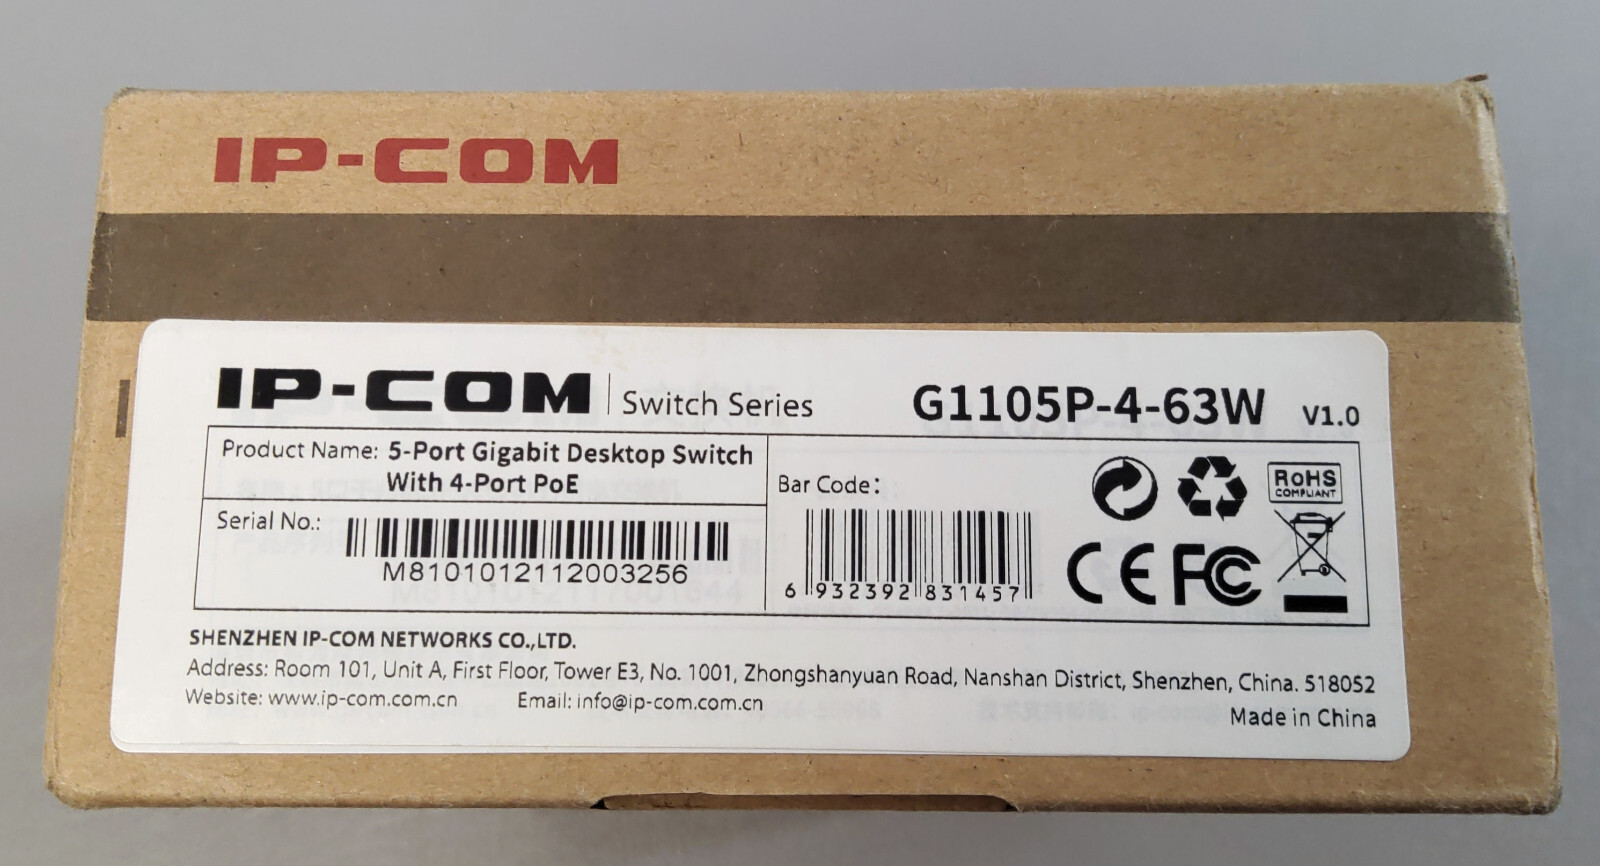 IP-COM
IP-COM Switch Series G1105P-4-63W V1.0
Product Name: 5-Port Gigabit Desktop Switch
With 4-Port PoE
Serial No.:
M8101012112003256
Bar Code:
6 932392 831457
RoHS
COMPLIANT
CE FC
SHENZHEN IP-COM NETWORKS CO.,LTD.
Address: Room 101, Unit A, First Floor, Tower E3, No. 1001, Zhongshanyuan Road, Nanshan District, Shenzhen, China. 518052
Website: www.ip-com.com.cn Email: info@ip-com.com.cn
Made in China